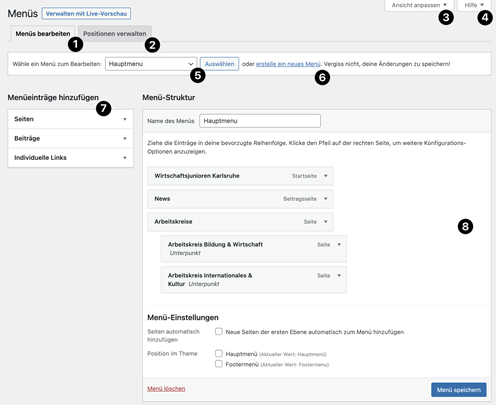 Ansicht anpassen ▼ Hilfe ▼
3 4
Menüs Verwalten mit Live-Vorschau
Menüs bearbeiten Positionen verwalten
1 2
Wähle ein Menü zum Bearbeiten: Hauptmenu Auswählen oder erstelle ein neues Menü. Vergiss nicht, deine Änderungen zu speichern!
5 6
Menüeinträge hinzufügen
7
Seiten
Beiträge
Individuelle Links
Menü-Struktur
Name des Menüs Hauptmenu
Ziehe die Einträge in deine bevorzugte Reihenfolge. Klicke den Pfeil auf der rechten Seite, um weitere Konfigurations-
Optionen anzuzeigen.
Wirtschaftsjunioren Karlsruhe Startseite
News Beitragsseite
Arbeitskreise Seite
8
Arbeitskreis Bildung & Wirtschaft Seite
Unterpunkt
Arbeitskreis Internationales & Seite
Kultur Unterpunkt
Menü-Einstellungen
Seiten automatisch Neue Seiten der ersten Ebene automatisch zum Menü hinzufügen
hinzufügen
Position im Theme Hauptmenü (Aktueller Wert: Hauptmenü)
Footermenü (Aktueller Wert: Footermenu)
Menü löschen Menü speichern